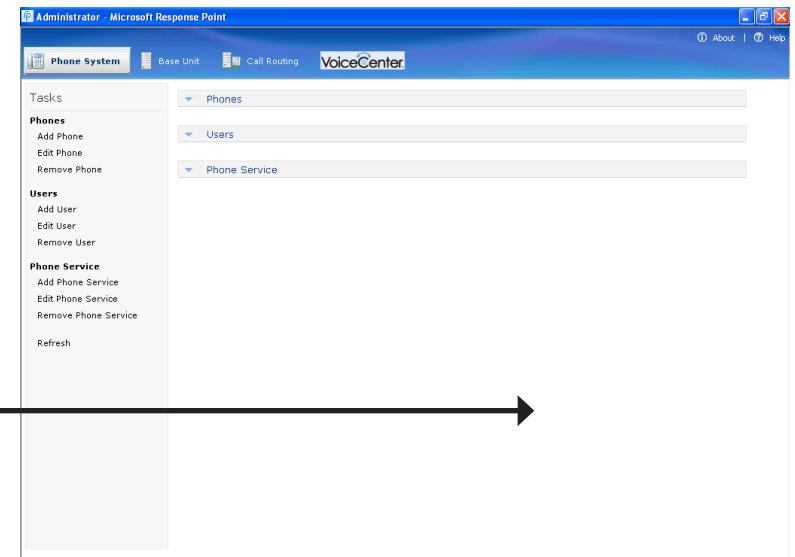 Administrator - Microsoft Response Point
About | Help
Phone System Base Unit Call Routing VoiceCenter
Tasks
Phones
Add Phone
Edit Phone
Remove Phone
Users
Add User
Edit User
Remove User
Phone Service
Add Phone Service
Edit Phone Service
Remove Phone Service
Refresh
Phones
Users
Phone Service